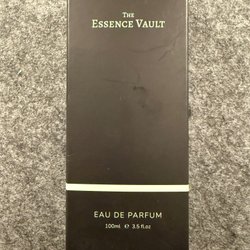 THE
ESSENCE VAULT
EAU DE PARFUM
100ml ℮ 3.5 fl.oz